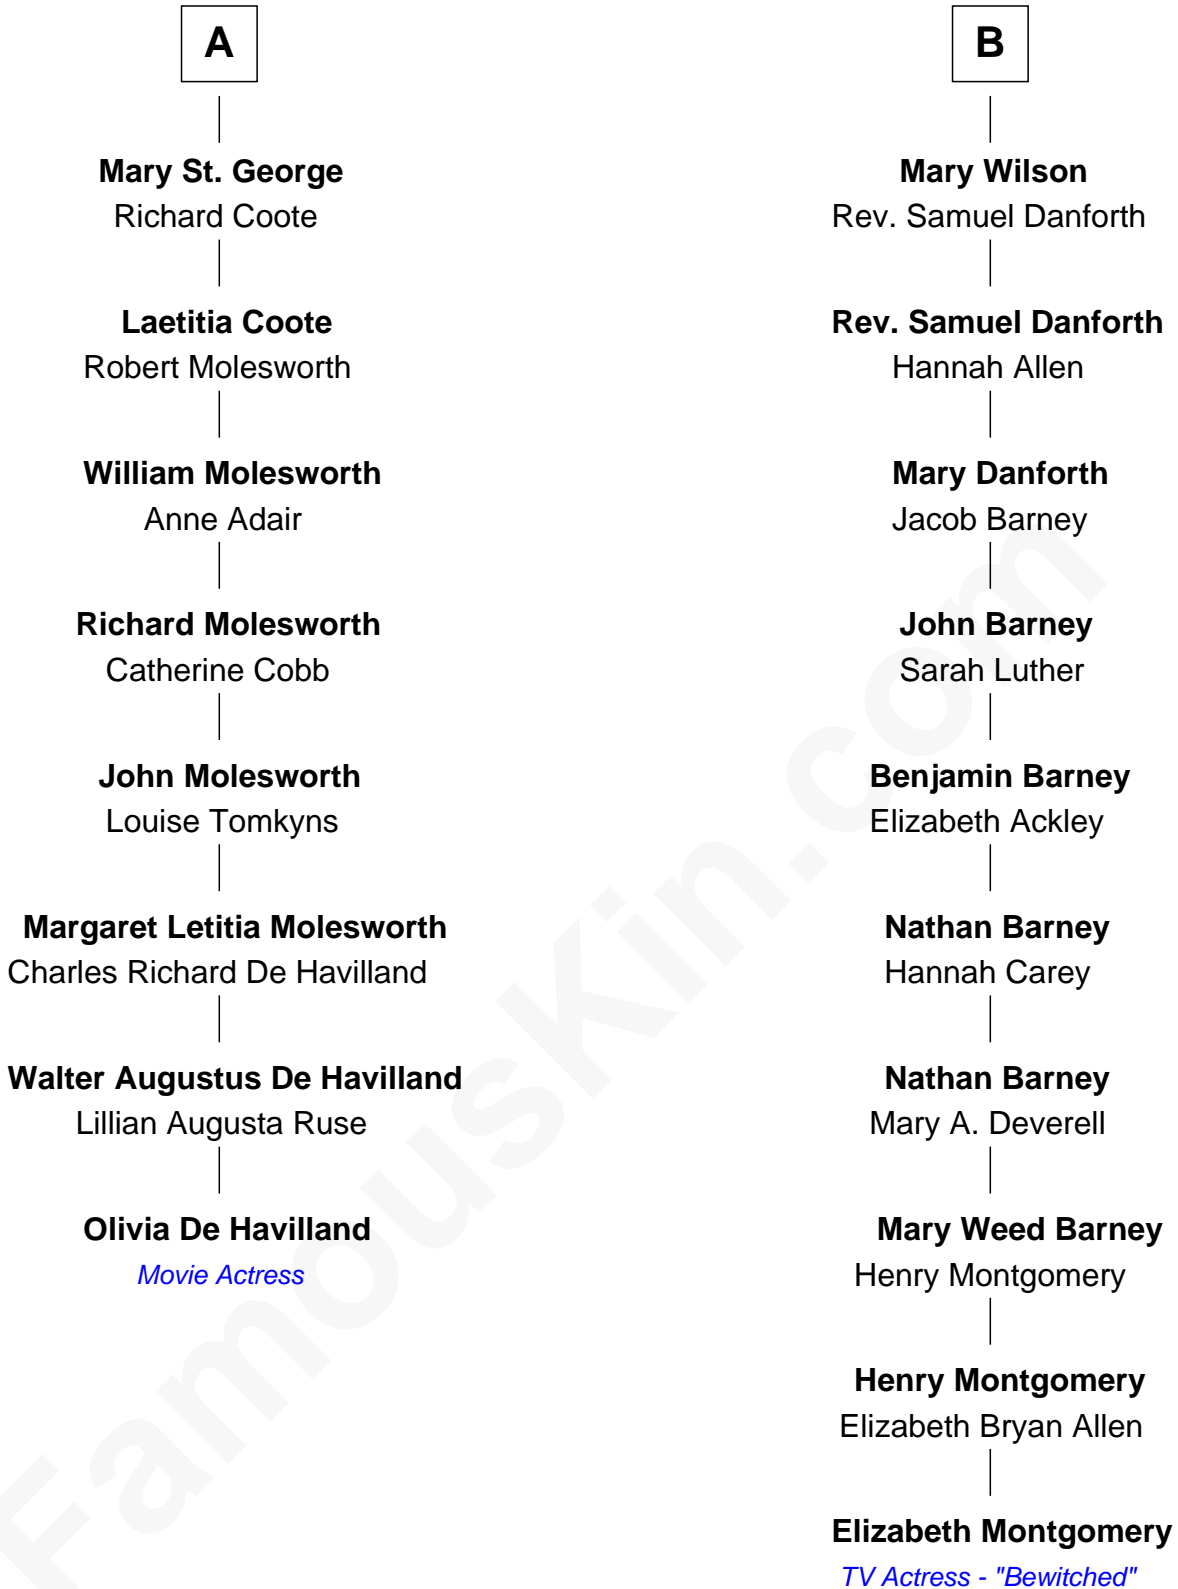 A
Mary St. George
Richard Coote
Laetitia Coote
Robert Molesworth
William Molesworth
Anne Adair
Richard Molesworth
Catherine Cobb
John Molesworth
Louise Tomkyns
Margaret Letitia Molesworth
Charles Richard De Havilland
Walter Augustus De Havilland
Lillian Augusta Ruse
Olivia De Havilland
Movie Actress
B
Mary Wilson
Rev. Samuel Danforth
Rev. Samuel Danforth
Hannah Allen
Mary Danforth
Jacob Barney
John Barney
Sarah Luther
Benjamin Barney
Elizabeth Ackley
Nathan Barney
Hannah Carey
Nathan Barney
Mary A. Deverell
Mary Weed Barney
Henry Montgomery
Henry Montgomery
Elizabeth Bryan Allen
Elizabeth Montgomery
TV Actress - "Bewitched"
FamousKin.com